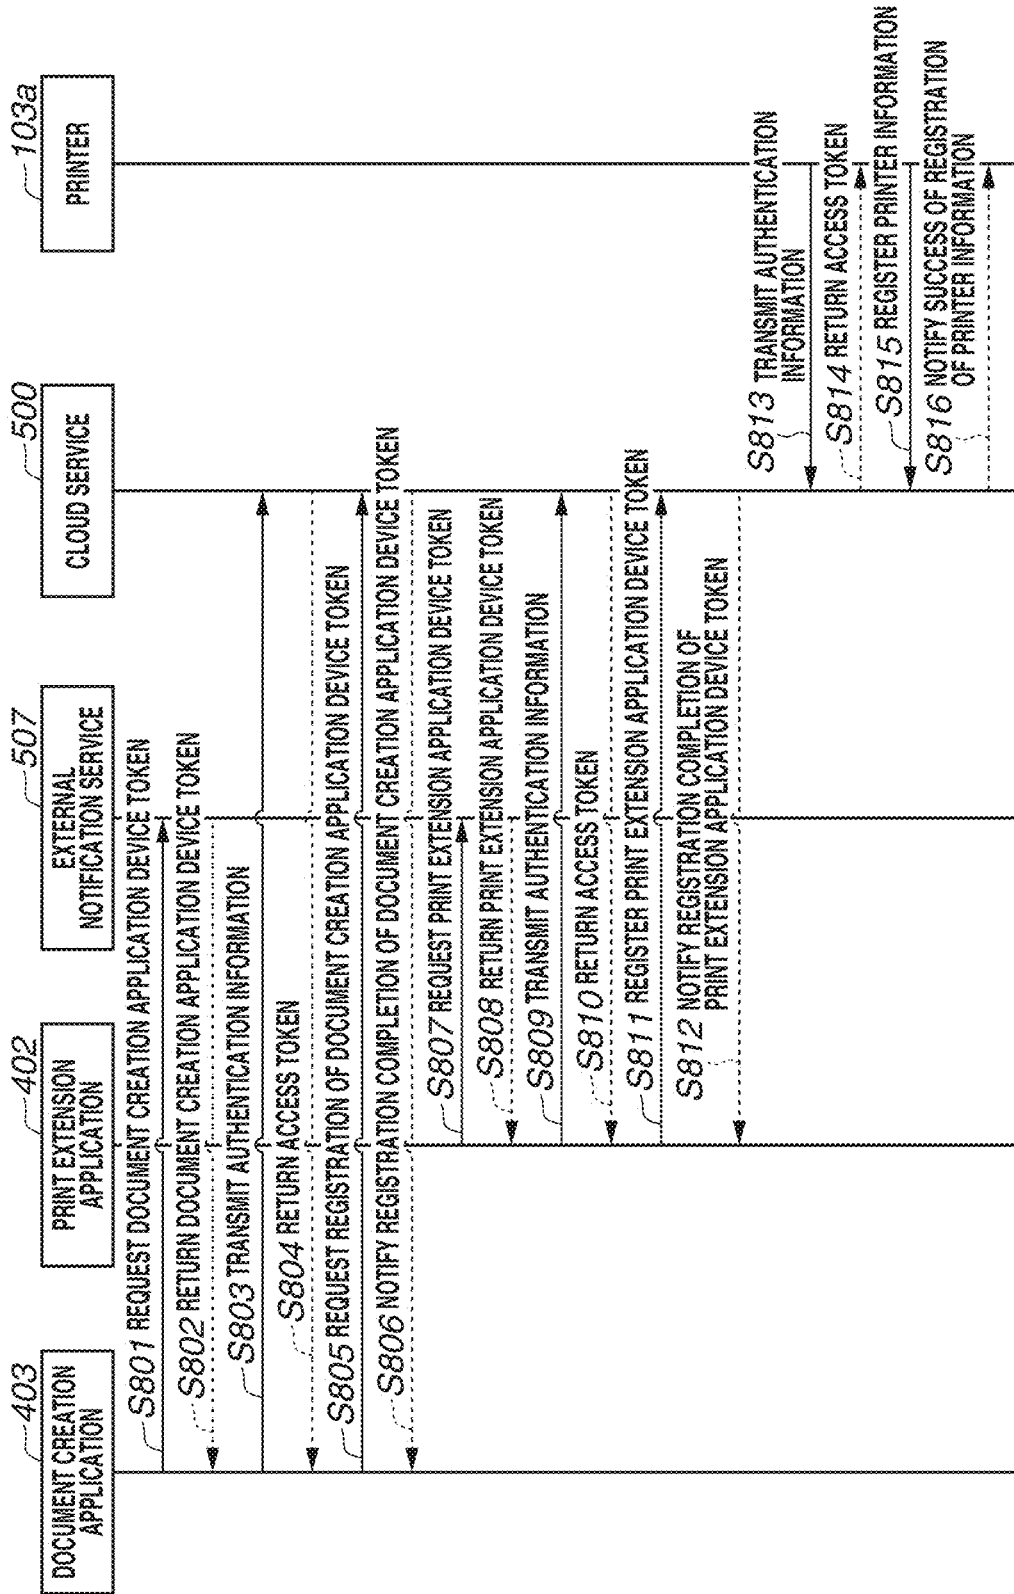 403
DOCUMENT CREATION
APPLICATION
402
PRINT EXTENSION
APPLICATION
507
EXTERNAL
NOTIFICATION SERVICE
500
CLOUD SERVICE
103a
PRINTER
S801 REQUEST DOCUMENT CREATION APPLICATION DEVICE TOKEN
S802 RETURN DOCUMENT CREATION APPLICATION DEVICE TOKEN
S803 TRANSMIT AUTHENTICATION INFORMATION
S804 RETURN ACCESS TOKEN
S805 REQUEST REGISTRATION OF DOCUMENT CREATION APPLICATION DEVICE TOKEN
S806 NOTIFY REGISTRATION COMPLETION OF DOCUMENT CREATION APPLICATION DEVICE TOKEN
S807 REQUEST PRINT EXTENSION APPLICATION DEVICE TOKEN
S808 RETURN PRINT EXTENSION APPLICATION DEVICE TOKEN
S809 TRANSMIT AUTHENTICATION INFORMATION
S810 RETURN ACCESS TOKEN
S811 REGISTER PRINT EXTENSION APPLICATION DEVICE TOKEN
S812 NOTIFY REGISTRATION COMPLETION OF
PRINT EXTENSION APPLICATION DEVICE TOKEN
S813 TRANSMIT AUTHENTICATION
INFORMATION
S814 RETURN ACCESS TOKEN
S815 REGISTER PRINTER INFORMATION
S816 NOTIFY SUCCESS OF REGISTRATION
OF PRINTER INFORMATION